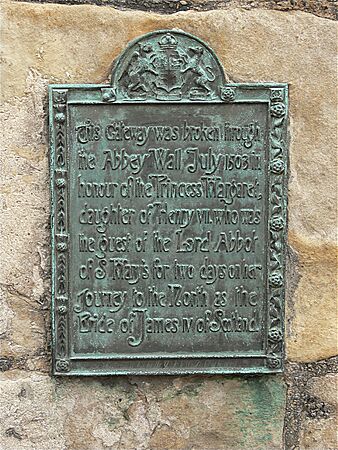 This Gateway was broken through
the Abbey Wall July 1503 in
honour of the Princess Margaret,
daughter of Henry VII, who was
the guest of the Lord Abbot
of S. Mary's for two days on her
Journey to the North as the
Bride of James IV of Scotland.